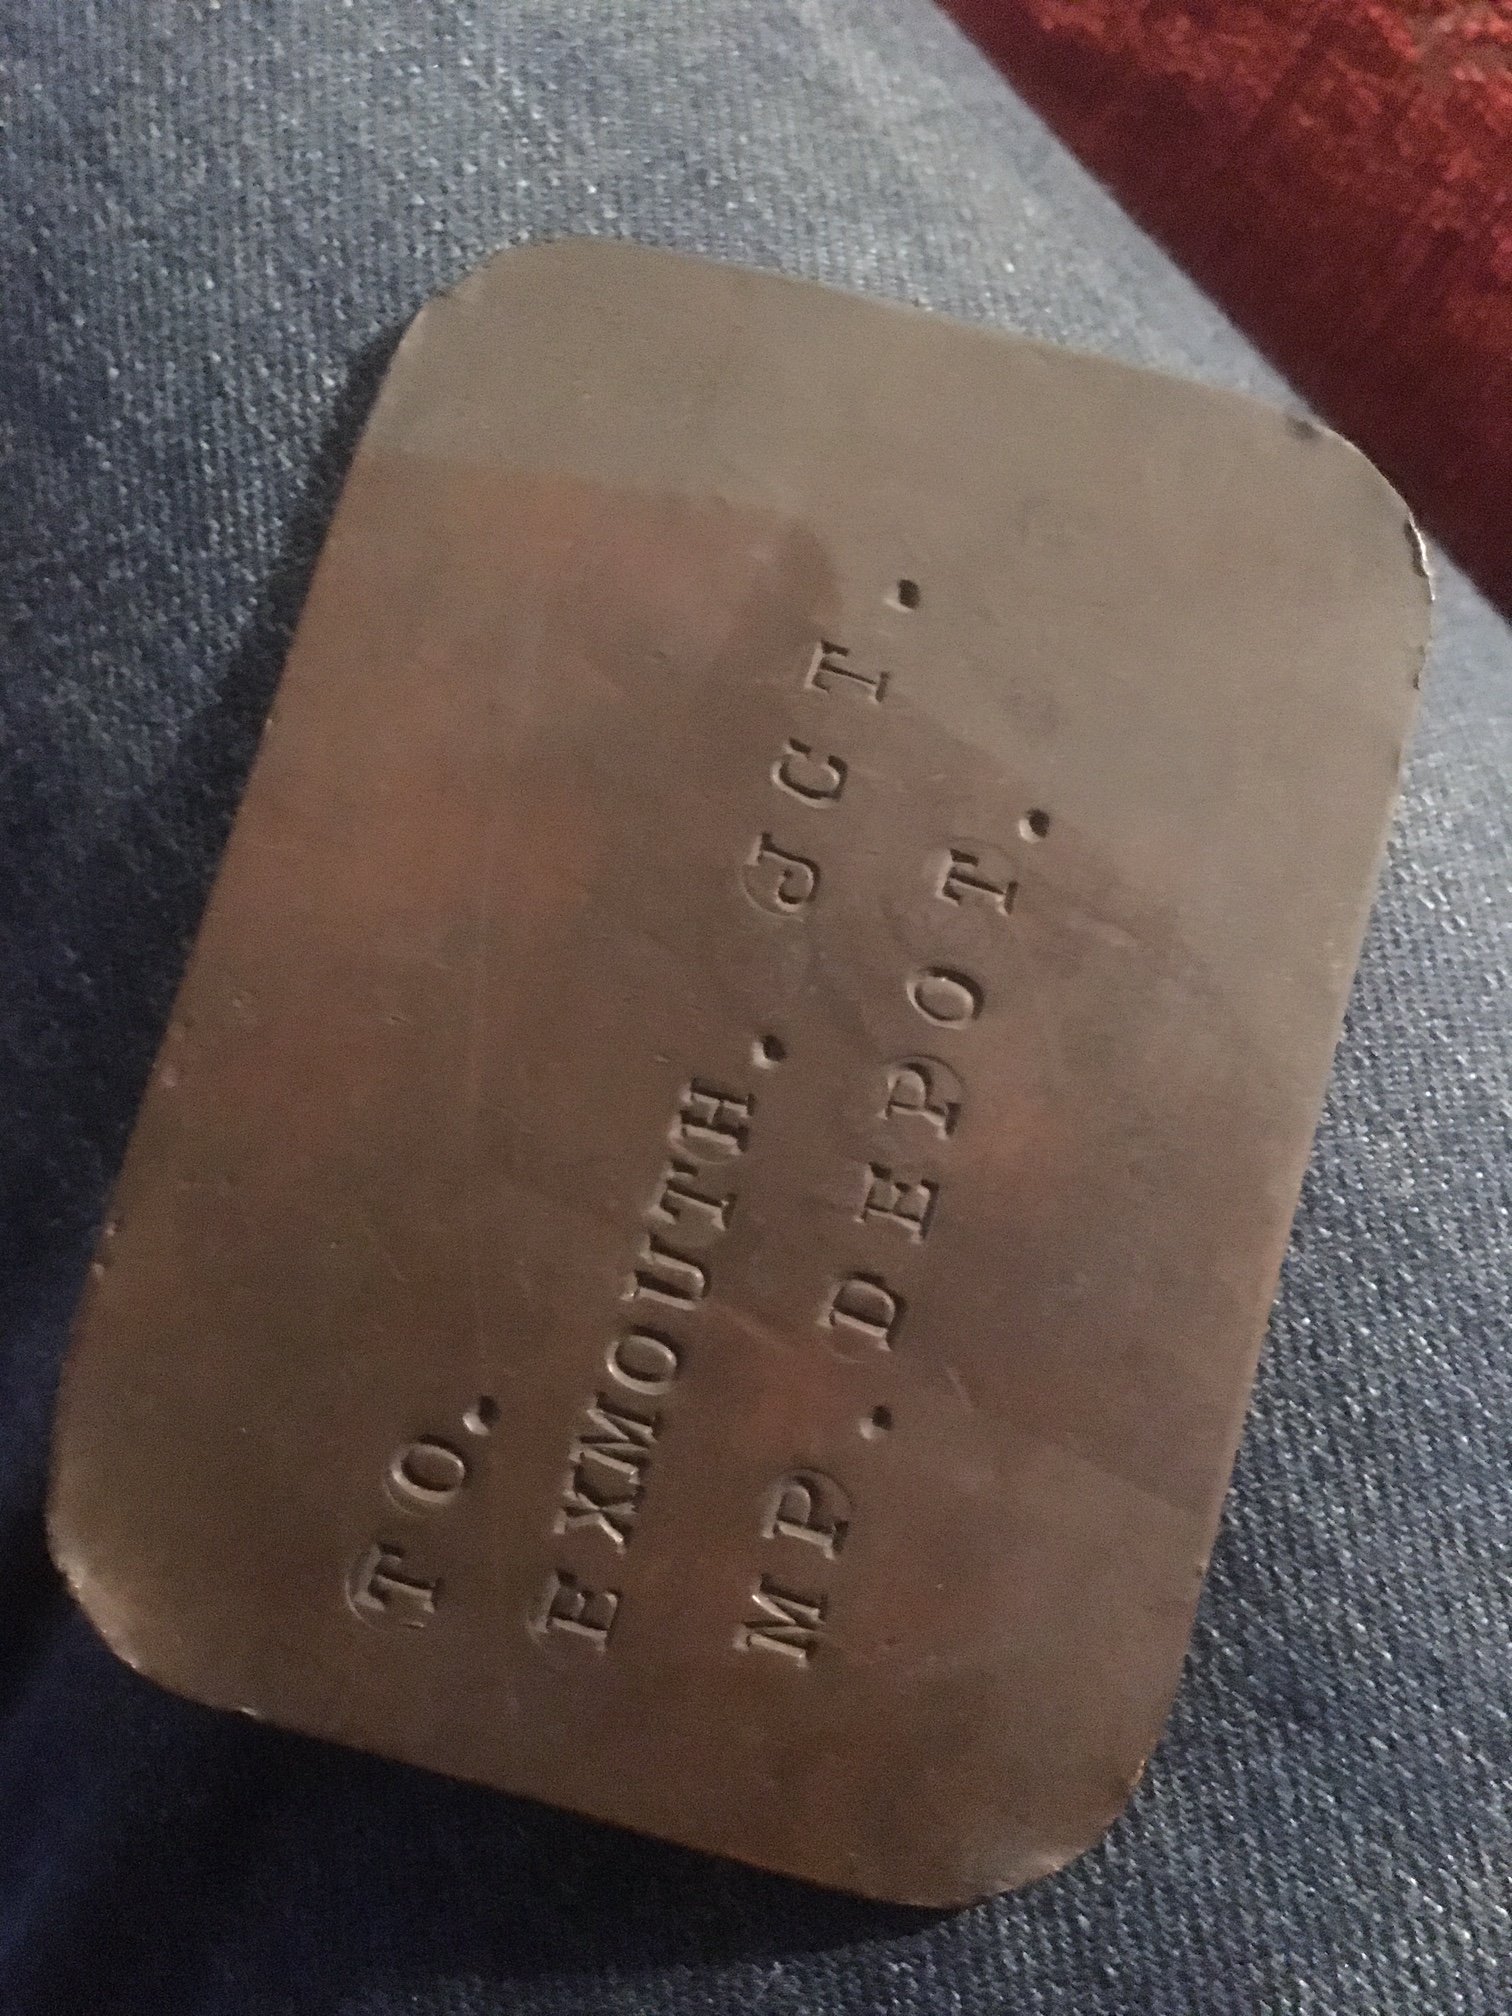 TO.
EXMOUTH. JCT.
MP. DEPOT.